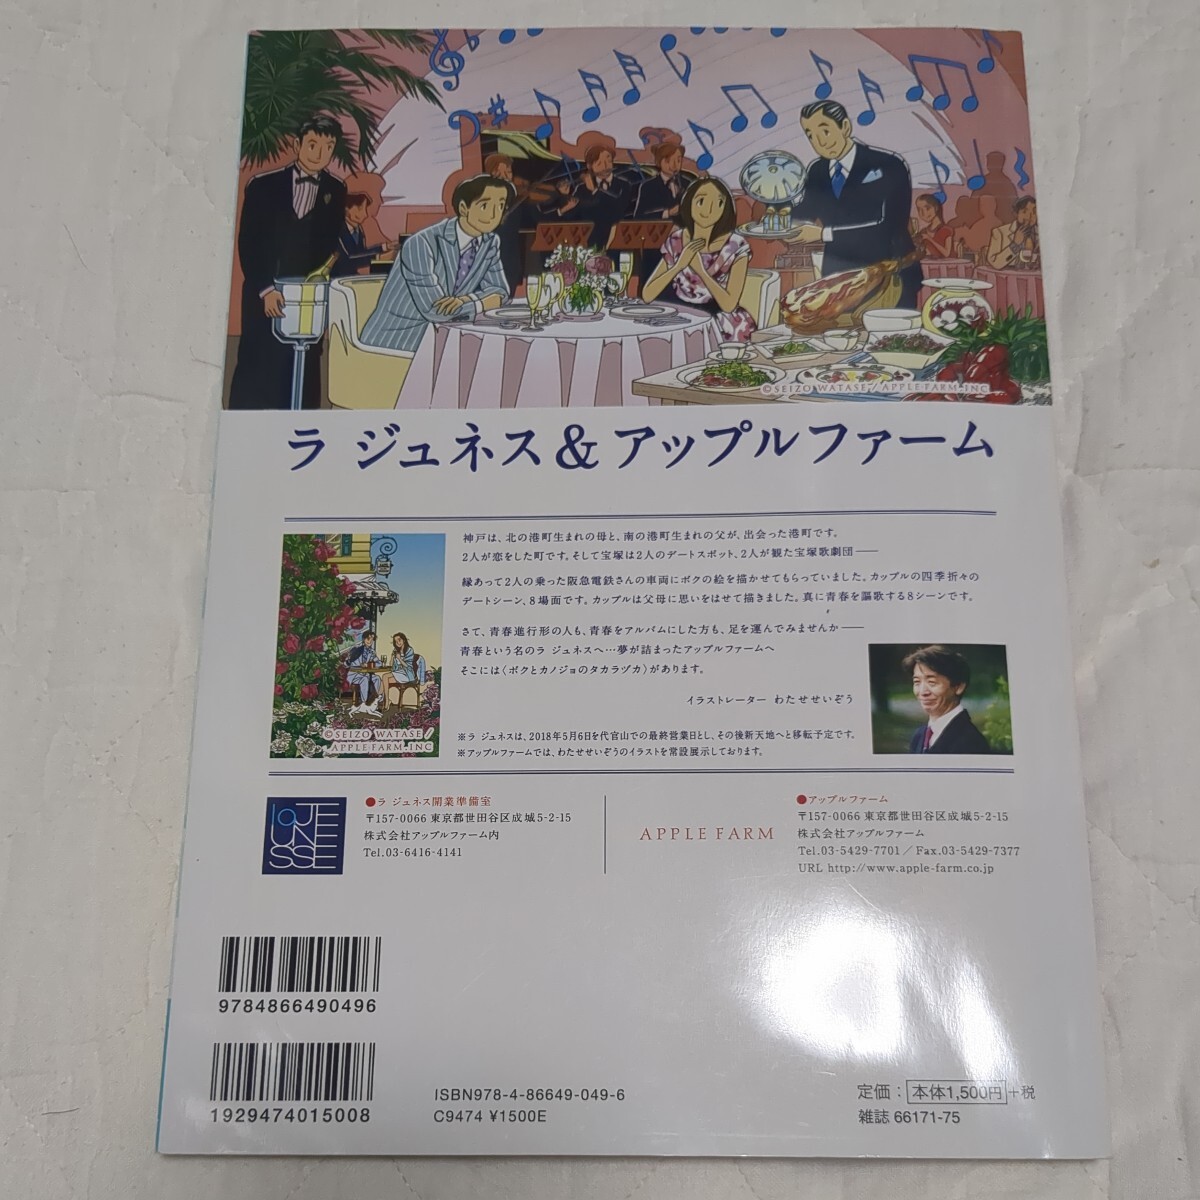 ©SEIZO WATASE / APPLE FARM, INC
ラ ジュネス&アップルファーム
神戸は、北の港町生まれの母と、南の港町生まれの父が、出会った港町です。
2人が恋をした町です。そして宝塚は2人のデートスポット、2人が観た宝塚歌劇団──
縁あって2人の乗った阪急電鉄さんの車両にボクの絵を描かせてもらっていました。カップルの四季折々の
デートシーン、8場面です。カップルは父母に思いをはせて描きました。真に青春を謳歌する8シーンです。
さて、青春進行形の人も、青春をアルバムにした方も、足を運んでみませんか──
青春という名のラ ジュネスへ…夢が詰まったアップルファームへ
そこには〈ボクとカノジョのタカラヅカ〉があります。
イラストレーター わたせせいぞう
©SEIZO WATASE /
APPLE FARM, INC
※ラ ジュネスは、2018年5月6日を代官山での最終営業日とし、その後新天地へと移転予定です。
※アップルファームでは、わたせせいぞうのイラストを常設展示しております。
la JE
UNE
SSE
●ラ ジュネス開業準備室
〒157-0066 東京都世田谷区成城5-2-15
株式会社アップルファーム内
Tel.03-6416-4141
APPLE FARM
●アップルファーム
〒157-0066 東京都世田谷区成城5-2-15
株式会社アップルファーム
Tel.03-5429-7701／Fax.03-5429-7377
URL http://www.apple-farm.co.jp
9784866490496
1929474015008
ISBN978-4-86649-049-6
C9474 ¥1500E
定価：本体1,500円+税
雑誌 66171-75